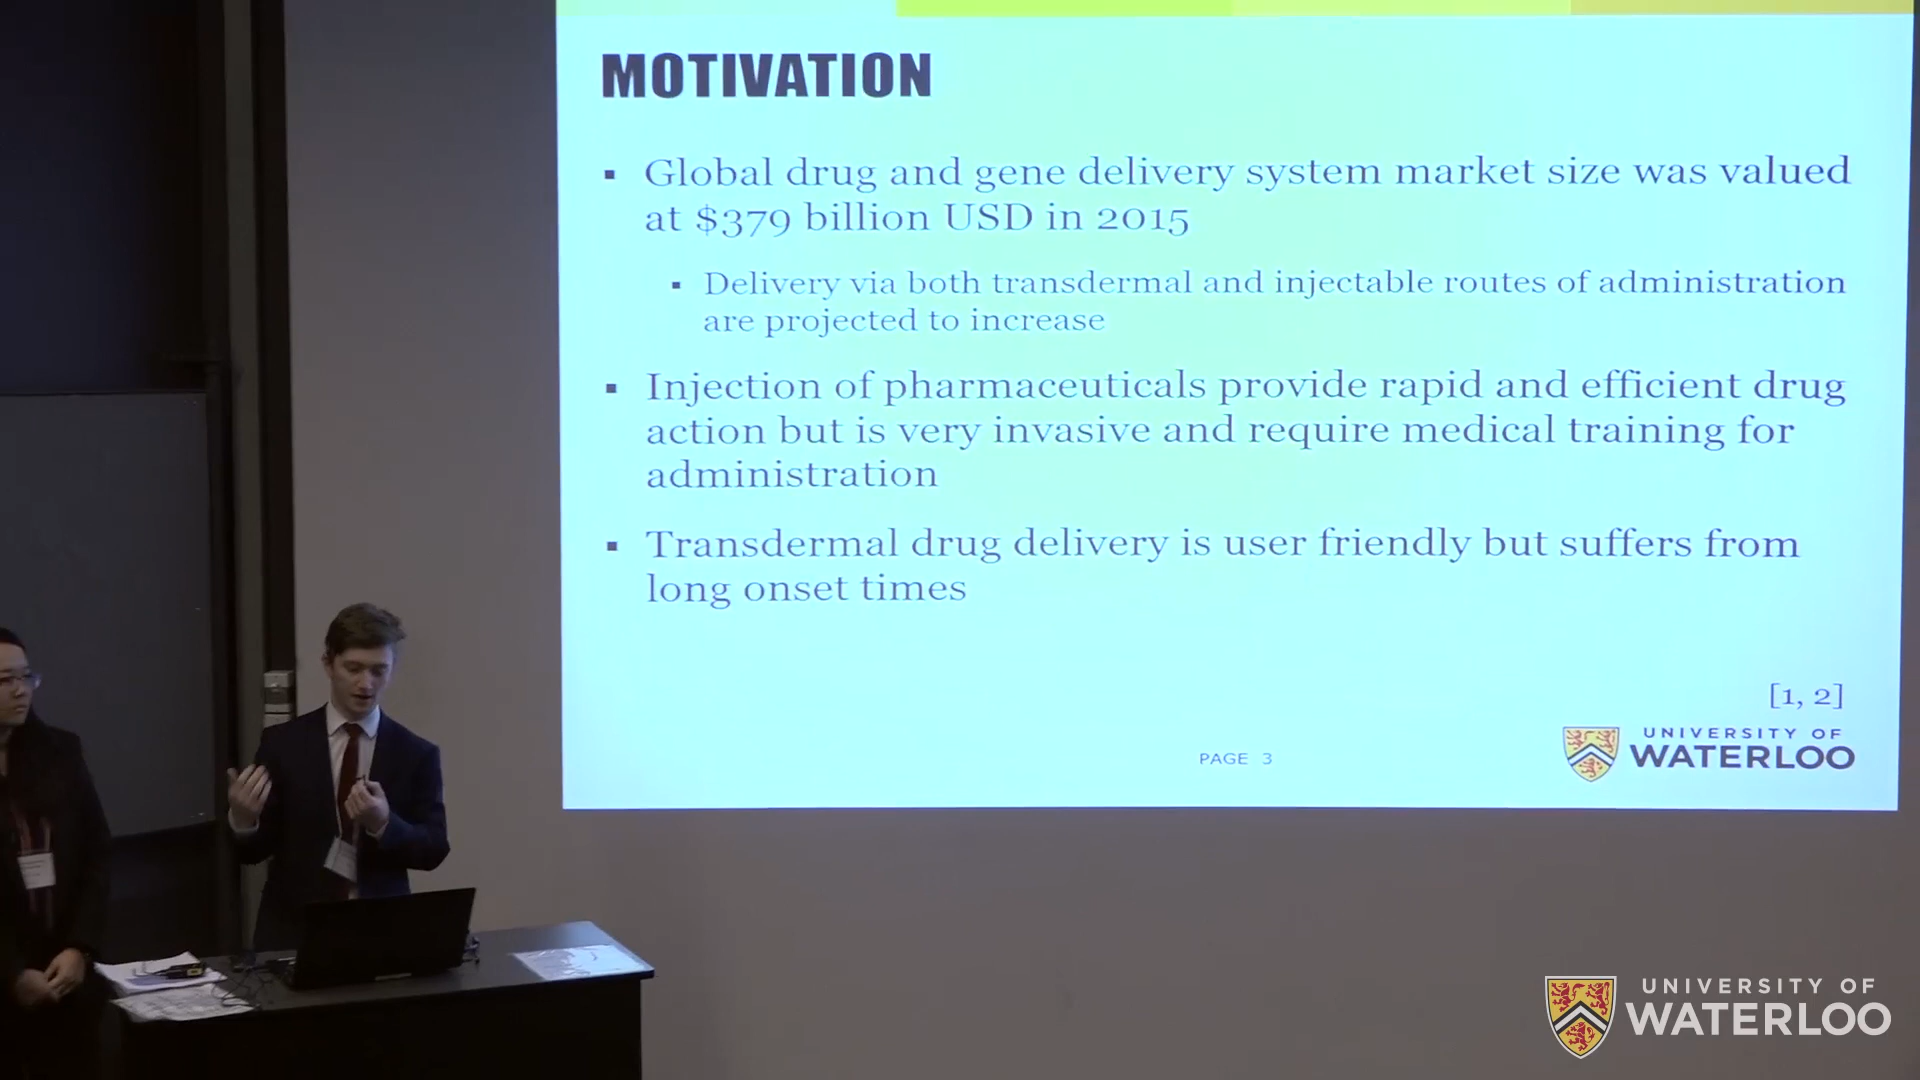 MOTIVATION
▪ Global drug and gene delivery system market size was valued
at $379 billion USD in 2015
▪ Delivery via both transdermal and injectable routes of administration
are projected to increase
▪ Injection of pharmaceuticals provide rapid and efficient drug
action but is very invasive and require medical training for
administration
▪ Transdermal drug delivery is user friendly but suffers from
long onset times
[1, 2]
PAGE 3
UNIVERSITY OF
WATERLOO
UNIVERSITY OF
WATERLOO